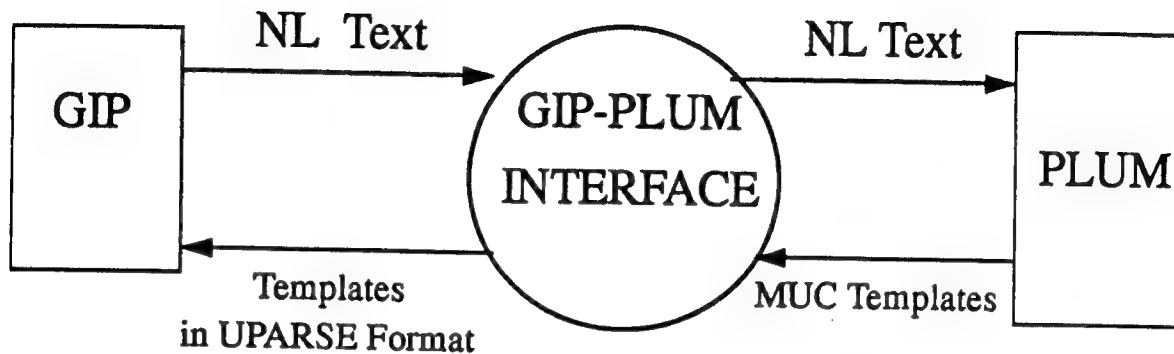 NL Text
NL Text
GIP
GIP-PLUM
INTERFACE
PLUM
Templates
in UPARSE Format
MUC Templates